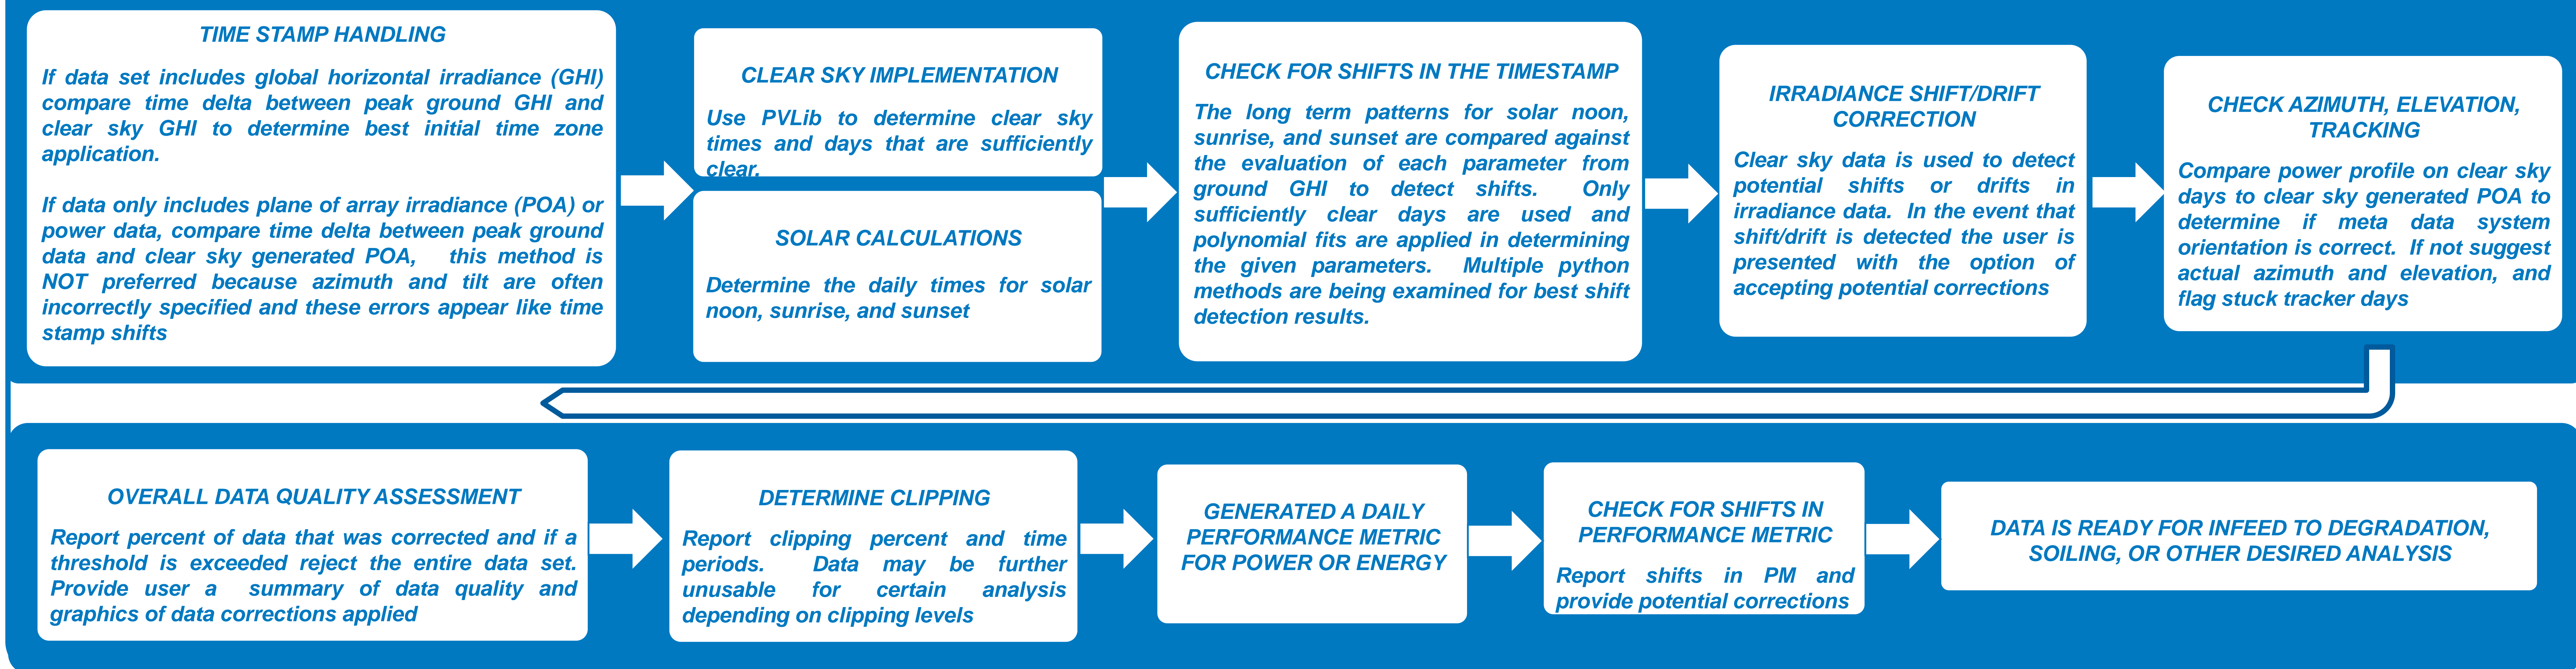 TIME STAMP HANDLING
If data set includes global horizontal irradiance (GHI)
compare time delta between peak ground GHI and
clear sky GHI to determine best initial time zone
application.
If data only includes plane of array irradiance (POA) or
power data, compare time delta between peak ground
data and clear sky generated POA, this method is
NOT preferred because azimuth and tilt are often
incorrectly specified and these errors appear like time
stamp shifts
CLEAR SKY IMPLEMENTATION
Use PVLib to determine clear sky
times and days that are sufficiently
clear.
SOLAR CALCULATIONS
Determine the daily times for solar
noon, sunrise, and sunset
CHECK FOR SHIFTS IN THE TIMESTAMP
The long term patterns for solar noon,
sunrise, and sunset are compared against
the evaluation of each parameter from
ground GHI to detect shifts. Only
sufficiently clear days are used and
polynomial fits are applied in determining
the given parameters. Multiple python
methods are being examined for best shift
detection results.
IRRADIANCE SHIFT/DRIFT
CORRECTION
Clear sky data is used to detect
potential shifts or drifts in
irradiance data. In the event that
shift/drift is detected the user is
presented with the option of
accepting potential corrections
CHECK AZIMUTH, ELEVATION,
TRACKING
Compare power profile on clear sky
days to clear sky generated POA to
determine if meta data system
orientation is correct. If not suggest
actual azimuth and elevation, and
flag stuck tracker days
OVERALL DATA QUALITY ASSESSMENT
Report percent of data that was corrected and if a
threshold is exceeded reject the entire data set.
Provide user a summary of data quality and
graphics of data corrections applied
DETERMINE CLIPPING
Report clipping percent and time
periods. Data may be further
unusable for certain analysis
depending on clipping levels
GENERATED A DAILY
PERFORMANCE METRIC
FOR POWER OR ENERGY
CHECK FOR SHIFTS IN
PERFORMANCE METRIC
Report shifts in PM and
provide potential corrections
DATA IS READY FOR INFEED TO DEGRADATION,
SOILING, OR OTHER DESIRED ANALYSIS